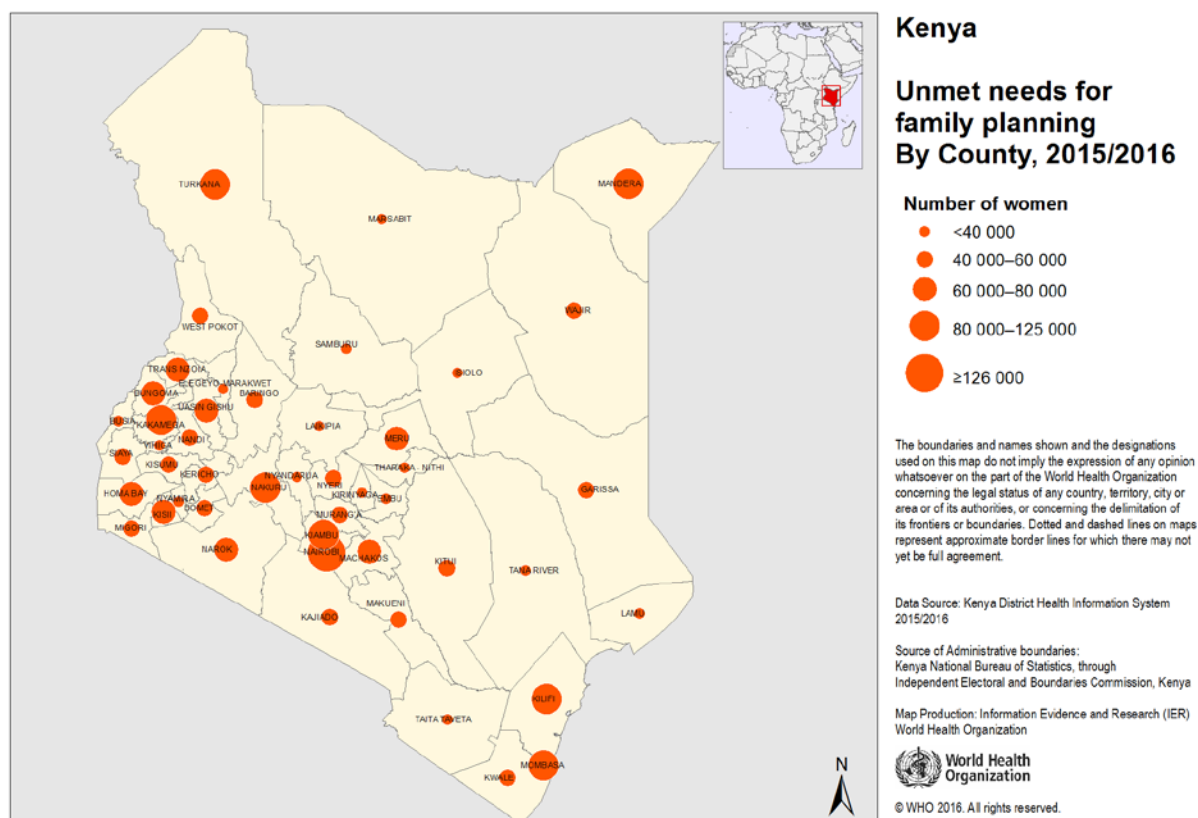 Kenya
Unmet needs for
family planning
By County, 2015/2016
Number of women
<40 000
40 000–60 000
60 000–80 000
80 000–125 000
≥126 000
The boundaries and names shown and the designations
used on this map do not imply the expression of any opinion
whatsoever on the part of the World Health Organization
concerning the legal status of any country, territory, city or
area or of its authorities, or concerning the delimitation of
its frontiers or boundaries. Dotted and dashed lines on maps
represent approximate border lines for which there may not
yet be full agreement.
Data Source: Kenya District Health Information System
2015/2016
Source of Administrative boundaries:
Kenya National Bureau of Statistics, through
Independent Electoral and Boundaries Commission, Kenya
Map Production: Information Evidence and Research (IER)
World Health Organization
World Health
Organization
© WHO 2016. All rights reserved.
N
TURKANA
MANDERA
MARSABIT
WAJIR
WEST POKOT
SAMBURU
TRANS NZOIA
ISIOLO
ELEGEYO-MARAKWET
BUNGOMA
BARINGO
UASIN GISHU
BUSIA
KAKAMEGA
LAIKIPIA
NANDI
MERU
VIHIGA
SIAYA
KISUMU
THARAKA - NITHI
KERICHO
NYANDARUA
NYERI
NAKURU
GARISSA
HOMA BAY
KIRINYAGA
EMBU
NYAMIRA
BOMET
KISII
MURANG'A
MIGORI
KIAMBU
NAROK
NAIROBI
MACHAKOS
KITUI
TANA RIVER
MAKUENI
KAJIADO
LAMU
KILIFI
TAITA TAVETA
MOMBASA
KWALE